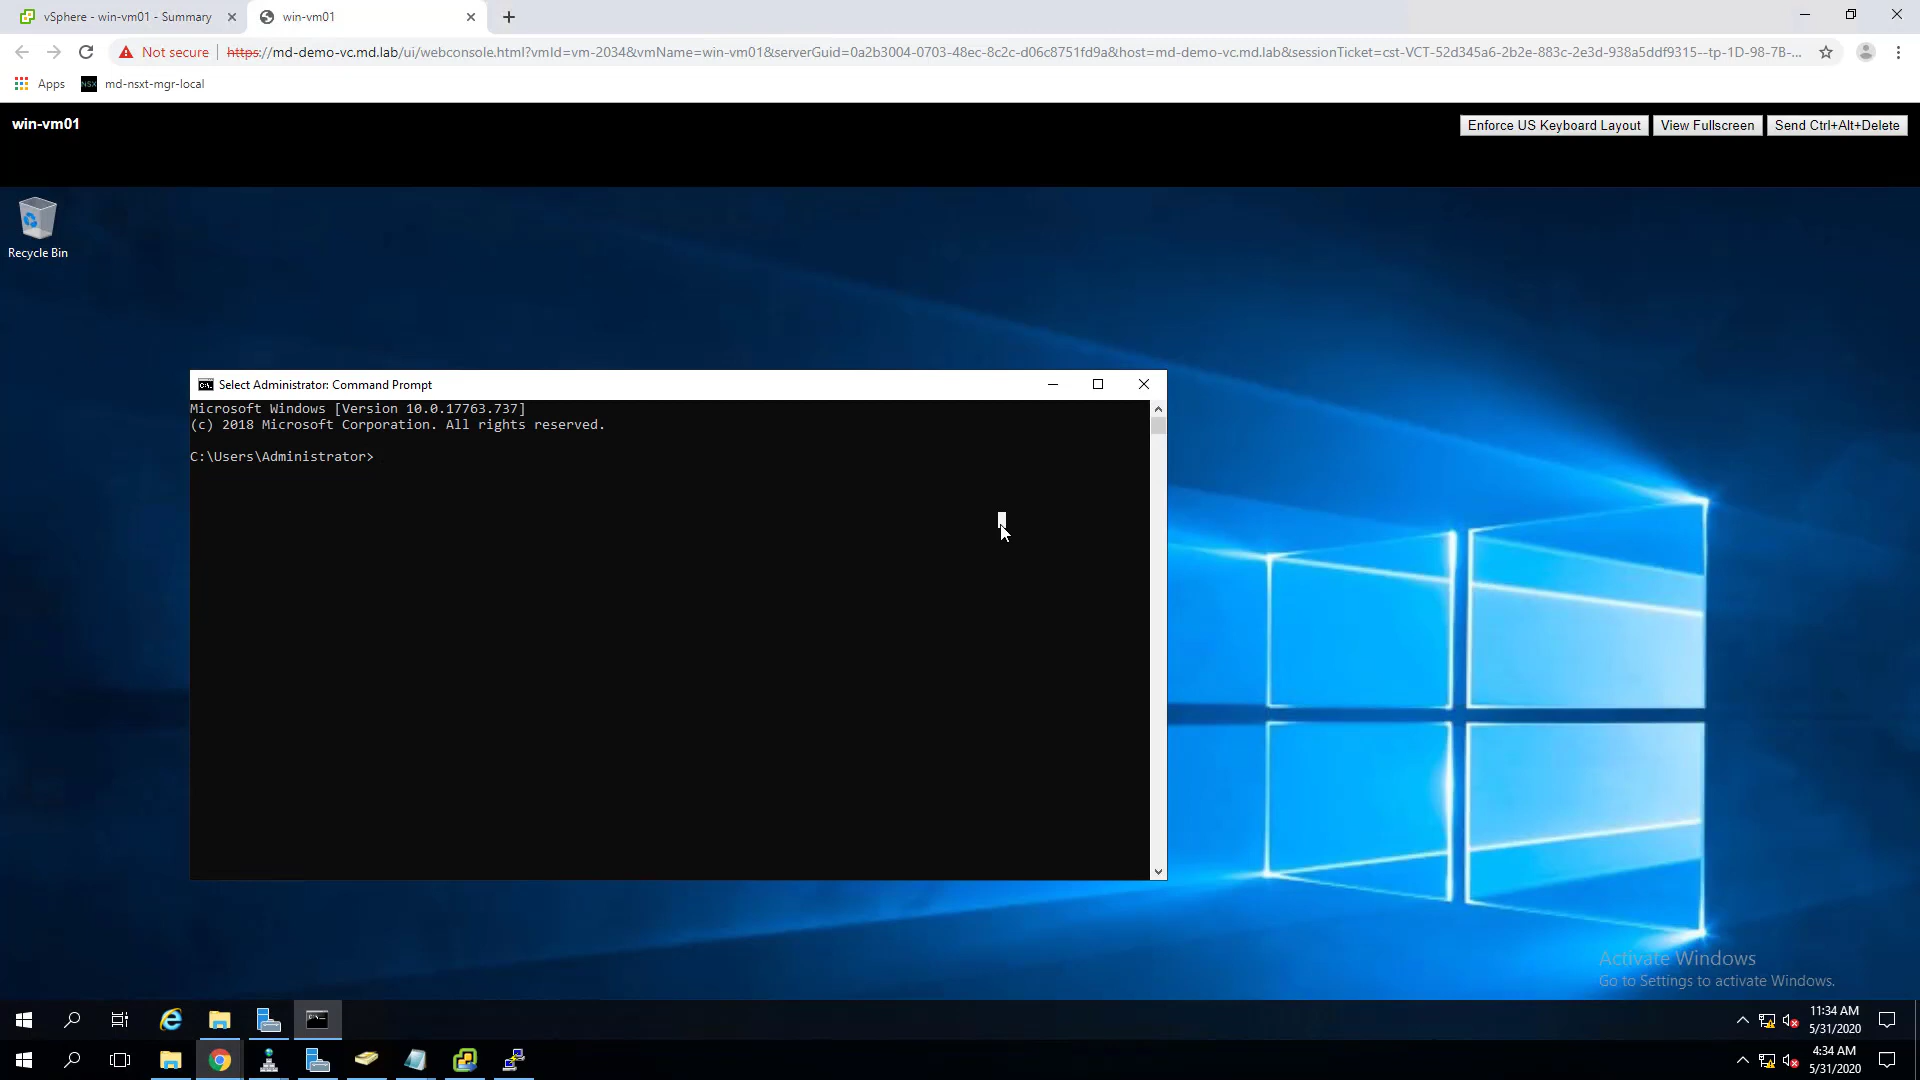 vSphere - win-vm01 - Summary
win-vm01
Not secure
https://md-demo-vc.md.lab/ui/webconsole.html?vmId=vm-2034&vmName=win-vm01&serverGuid=0a2b3004-0703-48ec-8c2c-d06c8751fd9a&host=md-demo-vc.md.lab&sessionTicket=cst-VCT-52d345a6-2b2e-883c-2e3d-938a5ddf9315--tp-1D-98-7B-...
Apps
NSX
md-nsxt-mgr-local
win-vm01
Enforce US Keyboard Layout
View Fullscreen
Send Ctrl+Alt+Delete
Recycle Bin
Select Administrator: Command Prompt
Microsoft Windows [Version 10.0.17763.737]
(c) 2018 Microsoft Corporation. All rights reserved.
C:\Users\Administrator>
Activate Windows
Go to Settings to activate Windows.
11:34 AM
5/31/2020
4:34 AM
5/31/2020